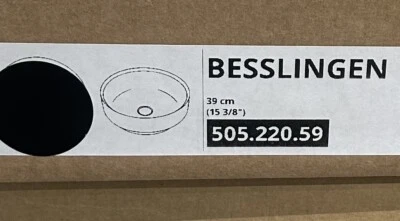 BESSLINGEN
39 cm
(15 3/8")
505.220.59